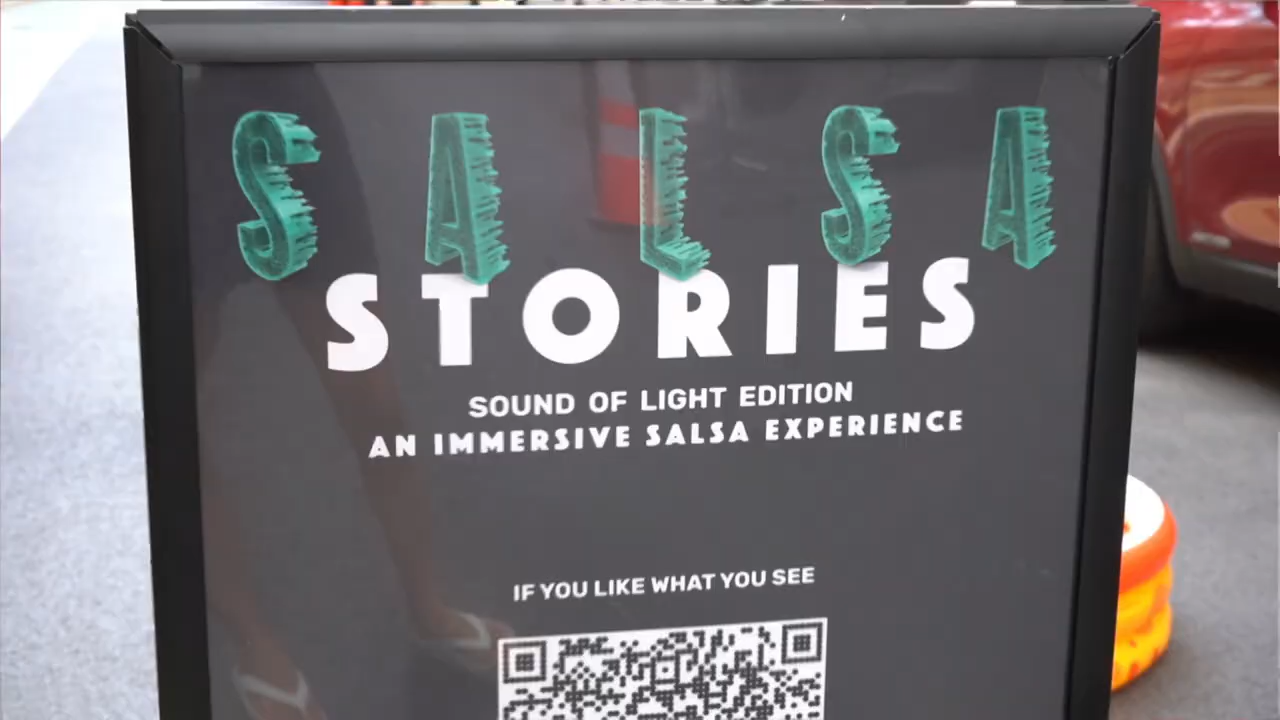 SALSA
STORIES
SOUND OF LIGHT EDITION
AN IMMERSIVE SALSA EXPERIENCE
IF YOU LIKE WHAT YOU SEE